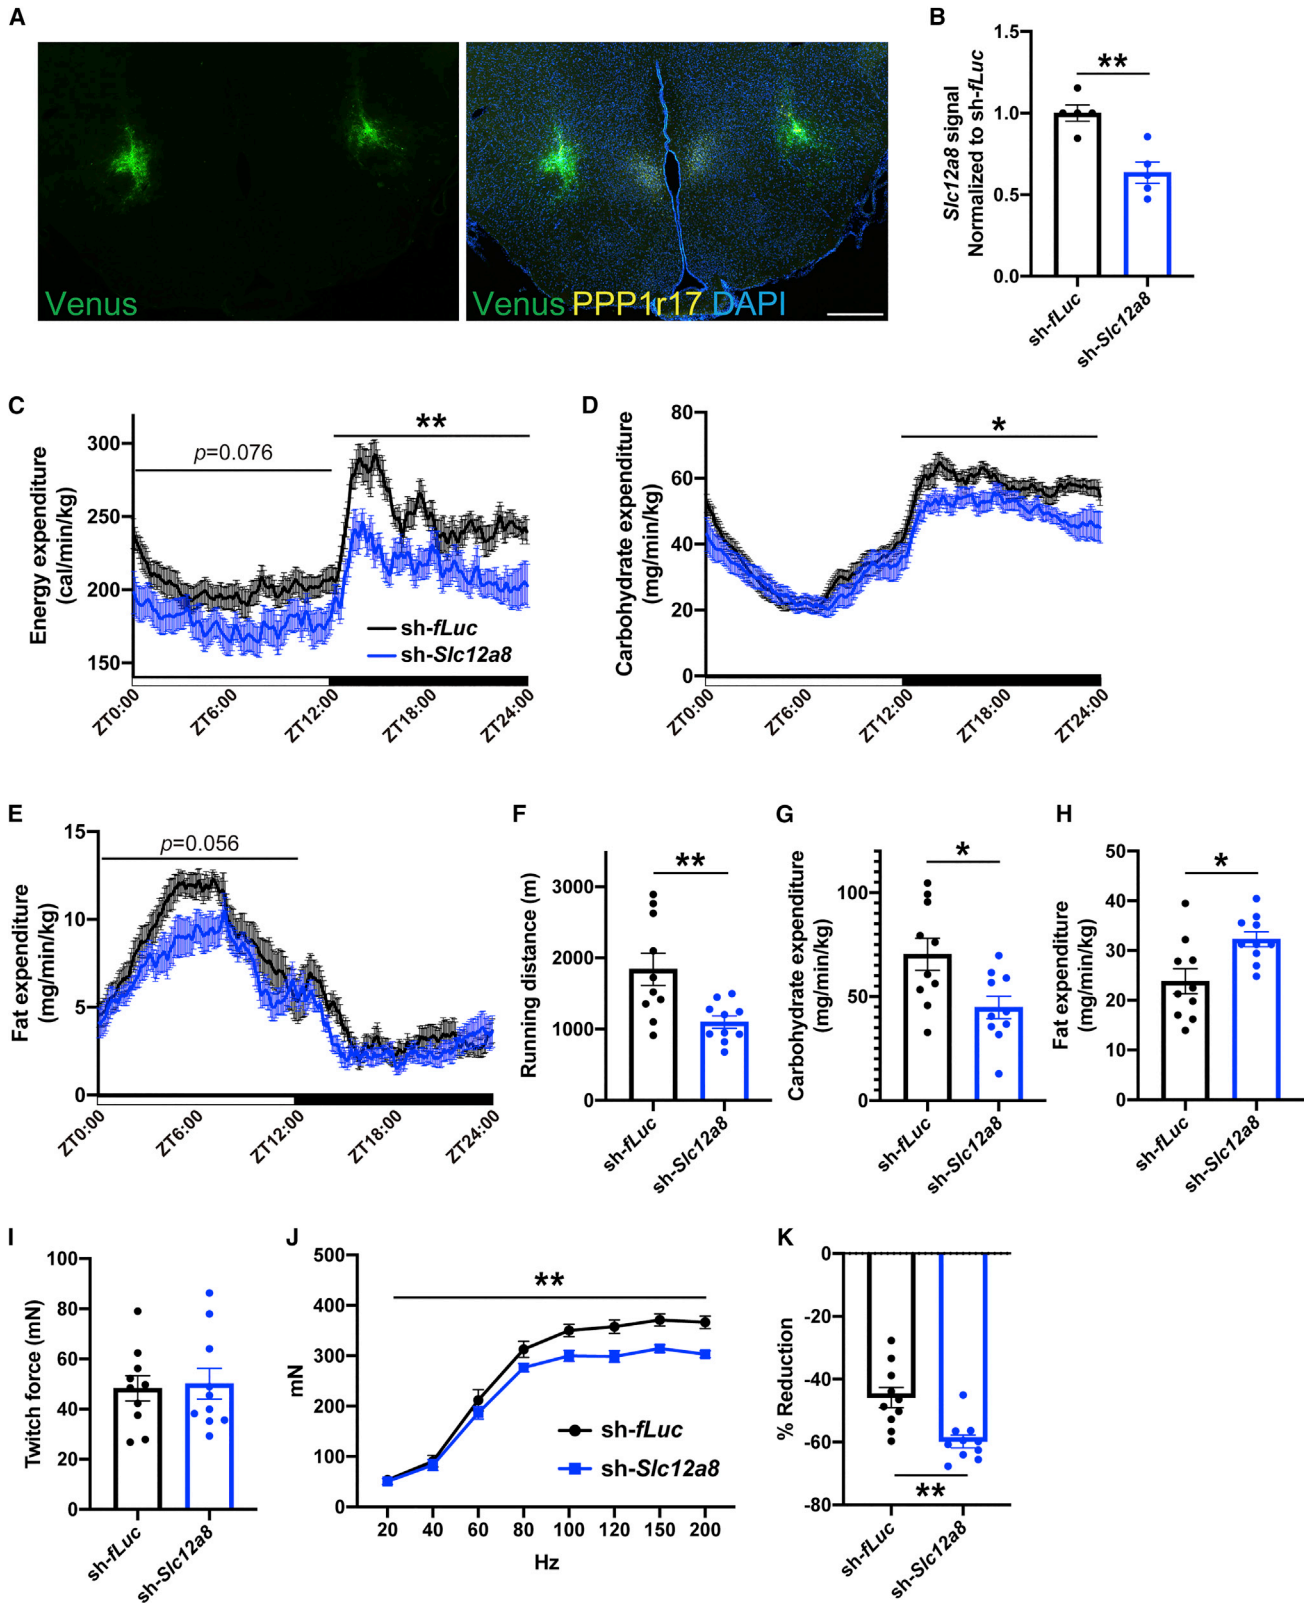 A
Venus
Venus PPP1r17 DAPI
B
Slc12a8 signal
Normalized to sh-fLuc
1.5
1.0
0.5
0.0
**
sh-fLuc
sh-Slc12a8
C
Energy expenditure
(cal/min/kg)
300
250
200
150
p=0.076
**
sh-fLuc
sh-Slc12a8
ZT0:00
ZT6:00
ZT12:00
ZT18:00
ZT24:00
D
Carbohydrate expenditure
(mg/min/kg)
80
60
40
20
0
*
ZT0:00
ZT6:00
ZT12:00
ZT18:00
ZT24:00
E
Fat expenditure
(mg/min/kg)
15
10
5
0
p=0.056
ZT0:00
ZT6:00
ZT12:00
ZT18:00
ZT24:00
F
Running distance (m)
3000
2000
1000
0
**
sh-fLuc
sh-Slc12a8
G
Carbohydrate expenditure
(mg/min/kg)
100
50
0
*
sh-fLuc
sh-Slc12a8
H
Fat expenditure
(mg/min/kg)
50
40
30
20
10
0
*
sh-fLuc
sh-Slc12a8
I
Twitch force (mN)
100
80
60
40
20
0
sh-fLuc
sh-Slc12a8
J
mN
500
400
300
200
100
0
**
sh-fLuc
sh-Slc12a8
20 40 60 80 100 120 150 200
Hz
K
% Reduction
0
-20
-40
-60
-80
**
sh-fLuc
sh-Slc12a8